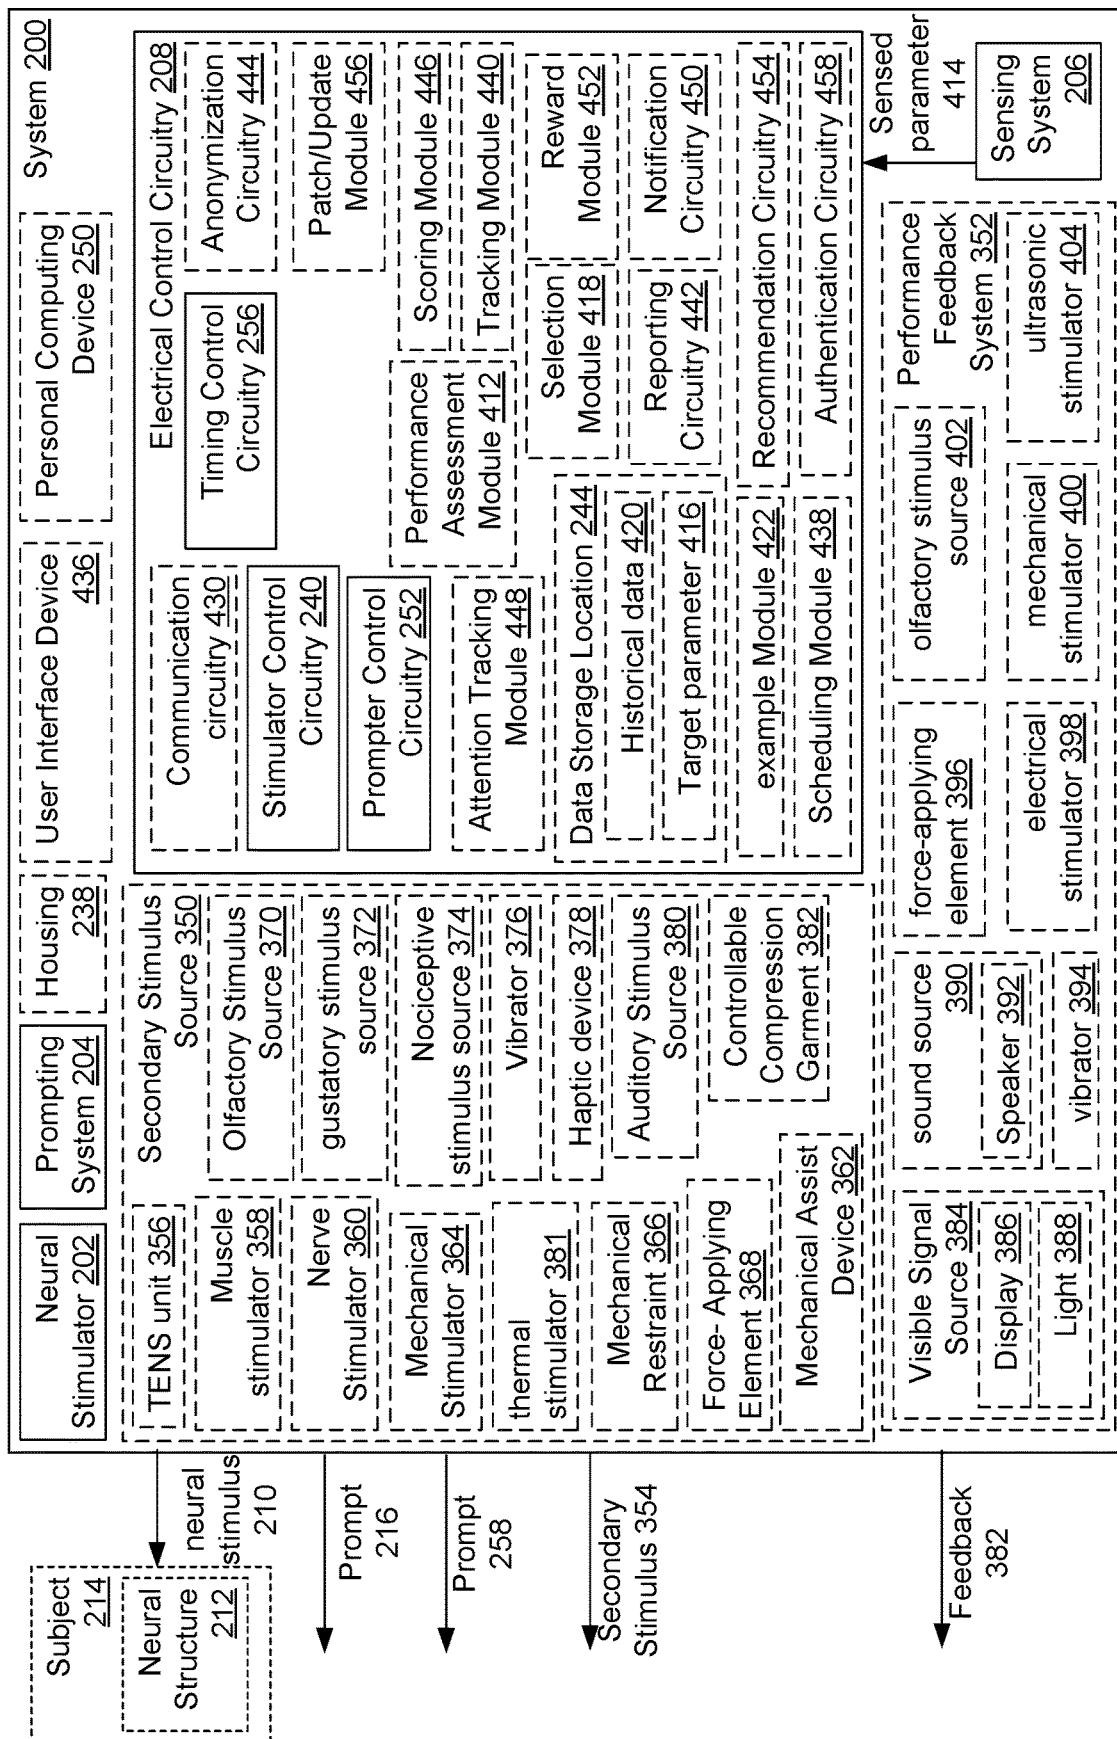 System 200
Neural
Stimulator 202
Prompting
System 204
Housing
238
User Interface Device
436
Personal Computing
Device 250
Subject
214
Neural
Structure
212
neural
stimulus
210
Prompt
216
Prompt
258
Secondary
Stimulus 354
Feedback
382
Secondary Stimulus
Source 350
TENS unit 356
Muscle
stimulator 358
Nerve
Stimulator 360
Mechanical
Stimulator 364
thermal
stimulator 381
Mechanical
Restraint 366
Force- Applying
Element 368
Mechanical Assist
Device 362
Olfactory Stimulus
Source 370
gustatory stimulus
source 372
Nociceptive
stimulus source 374
Vibrator 376
Haptic device 378
Auditory Stimulus
Source 380
Controllable
Compression
Garment 382
Electrical Control Circuitry 208
Communication
circuitry 430
Stimulator Control
Circuitry 240
Prompter Control
Circuitry 252
Attention Tracking
Module 448
Timing Control
Circuitry 256
Anonymization
Circuitry 444
Patch/Update
Module 456
Performance
Assessment
Module 412
Scoring Module 446
Tracking Module 440
Data Storage Location 244
Historical data 420
Target parameter 416
Selection
Module 418
Reward
Module 452
Reporting
Circuitry 442
Notification
Circuitry 450
example Module 422
Recommendation Circuitry 454
Scheduling Module 438
Authentication Circuitry 458
Sensed
parameter
414
Sensing
System
206
Performance
Feedback
System 352
Visible Signal
Source 384
Display 386
Light 388
sound source
390
Speaker 392
vibrator 394
force-applying
element 396
electrical
stimulator 398
olfactory stimulus
source 402
mechanical
stimulator 400
ultrasonic
stimulator 404